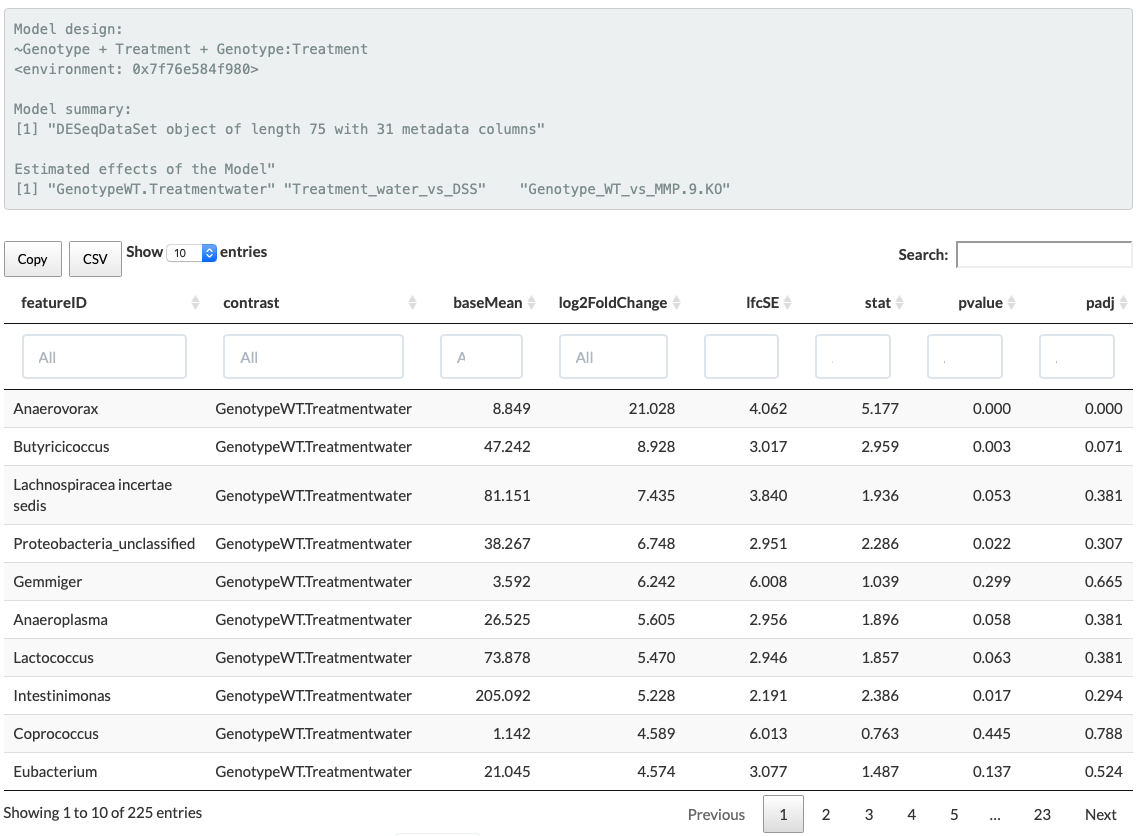 Model design:
~Genotype + Treatment + Genotype:Treatment
<environment: 0x7f76e584f980>
Model summary:
[1] "DESeqDataSet object of length 75 with 31 metadata columns"
Estimated effects of the Model"
[1] "GenotypeWT.Treatmentwater" "Treatment_water_vs_DSS" "Genotype_WT_vs_MMP.9.KO"
Copy CSV Show 10 entries Search:
featureID contrast baseMean log2FoldChange lfcSE stat pvalue padj
All All A All . . .
Anaerovorax GenotypeWT.Treatmentwater 8.849 21.028 4.062 5.177 0.000 0.000
Butyricicoccus GenotypeWT.Treatmentwater 47.242 8.928 3.017 2.959 0.003 0.071
Lachnospiracea incertae
sedis GenotypeWT.Treatmentwater 81.151 7.435 3.840 1.936 0.053 0.381
Proteobacteria_unclassified GenotypeWT.Treatmentwater 38.267 6.748 2.951 2.286 0.022 0.307
Gemmiger GenotypeWT.Treatmentwater 3.592 6.242 6.008 1.039 0.299 0.665
Anaeroplasma GenotypeWT.Treatmentwater 26.525 5.605 2.956 1.896 0.058 0.381
Lactococcus GenotypeWT.Treatmentwater 73.878 5.470 2.946 1.857 0.063 0.381
Intestinimonas GenotypeWT.Treatmentwater 205.092 5.228 2.191 2.386 0.017 0.294
Coprococcus GenotypeWT.Treatmentwater 1.142 4.589 6.013 0.763 0.445 0.788
Eubacterium GenotypeWT.Treatmentwater 21.045 4.574 3.077 1.487 0.137 0.524
Showing 1 to 10 of 225 entries Previous 1 2 3 4 5 ... 23 Next